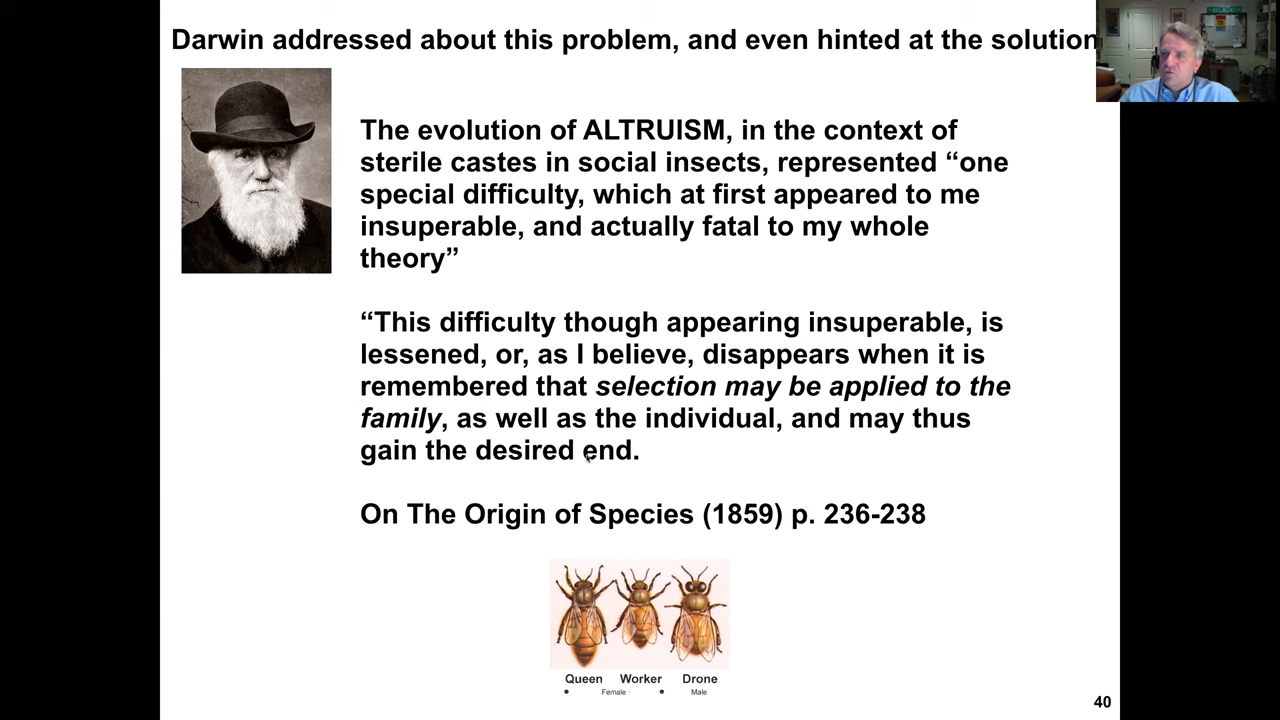 Darwin addressed about this problem, and even hinted at the solution
The evolution of ALTRUISM, in the context of
sterile castes in social insects, represented “one
special difficulty, which at first appeared to me
insuperable, and actually fatal to my whole
theory”
“This difficulty though appearing insuperable, is
lessened, or, as I believe, disappears when it is
remembered that selection may be applied to the
family, as well as the individual, and may thus
gain the desired end.
On The Origin of Species (1859) p. 236-238
Queen Worker Drone
Female Male
40